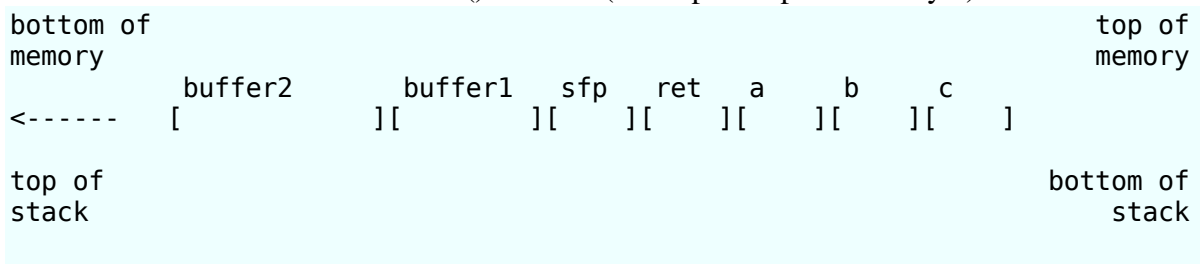 bottom of top of
memory memory
buffer2 buffer1 sfp ret a b c
<------ [ ][ ][ ][ ][ ][ ][ ]
top of bottom of
stack stack